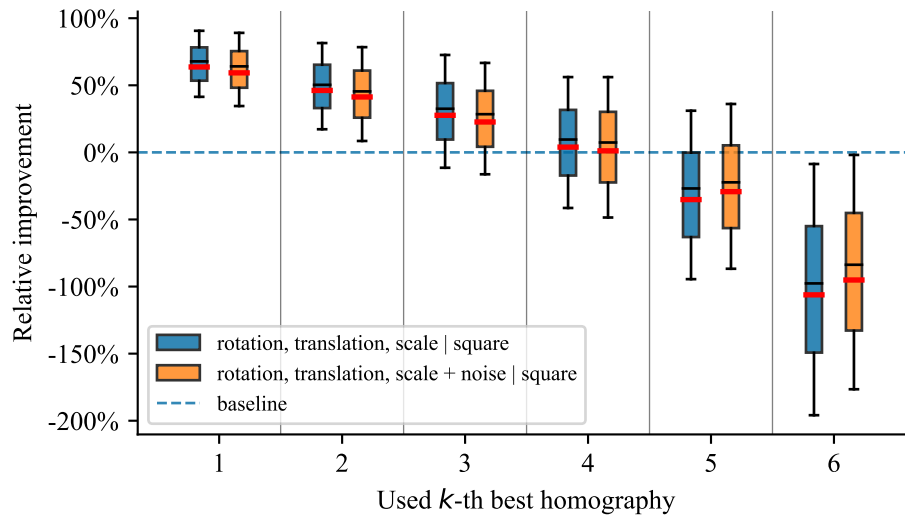 100%
50%
0%
-50%
-100%
-150%
-200%
Relative improvement
rotation, translation, scale | square
rotation, translation, scale + noise | square
baseline
1 2 3 4 5 6
Used k-th best homography